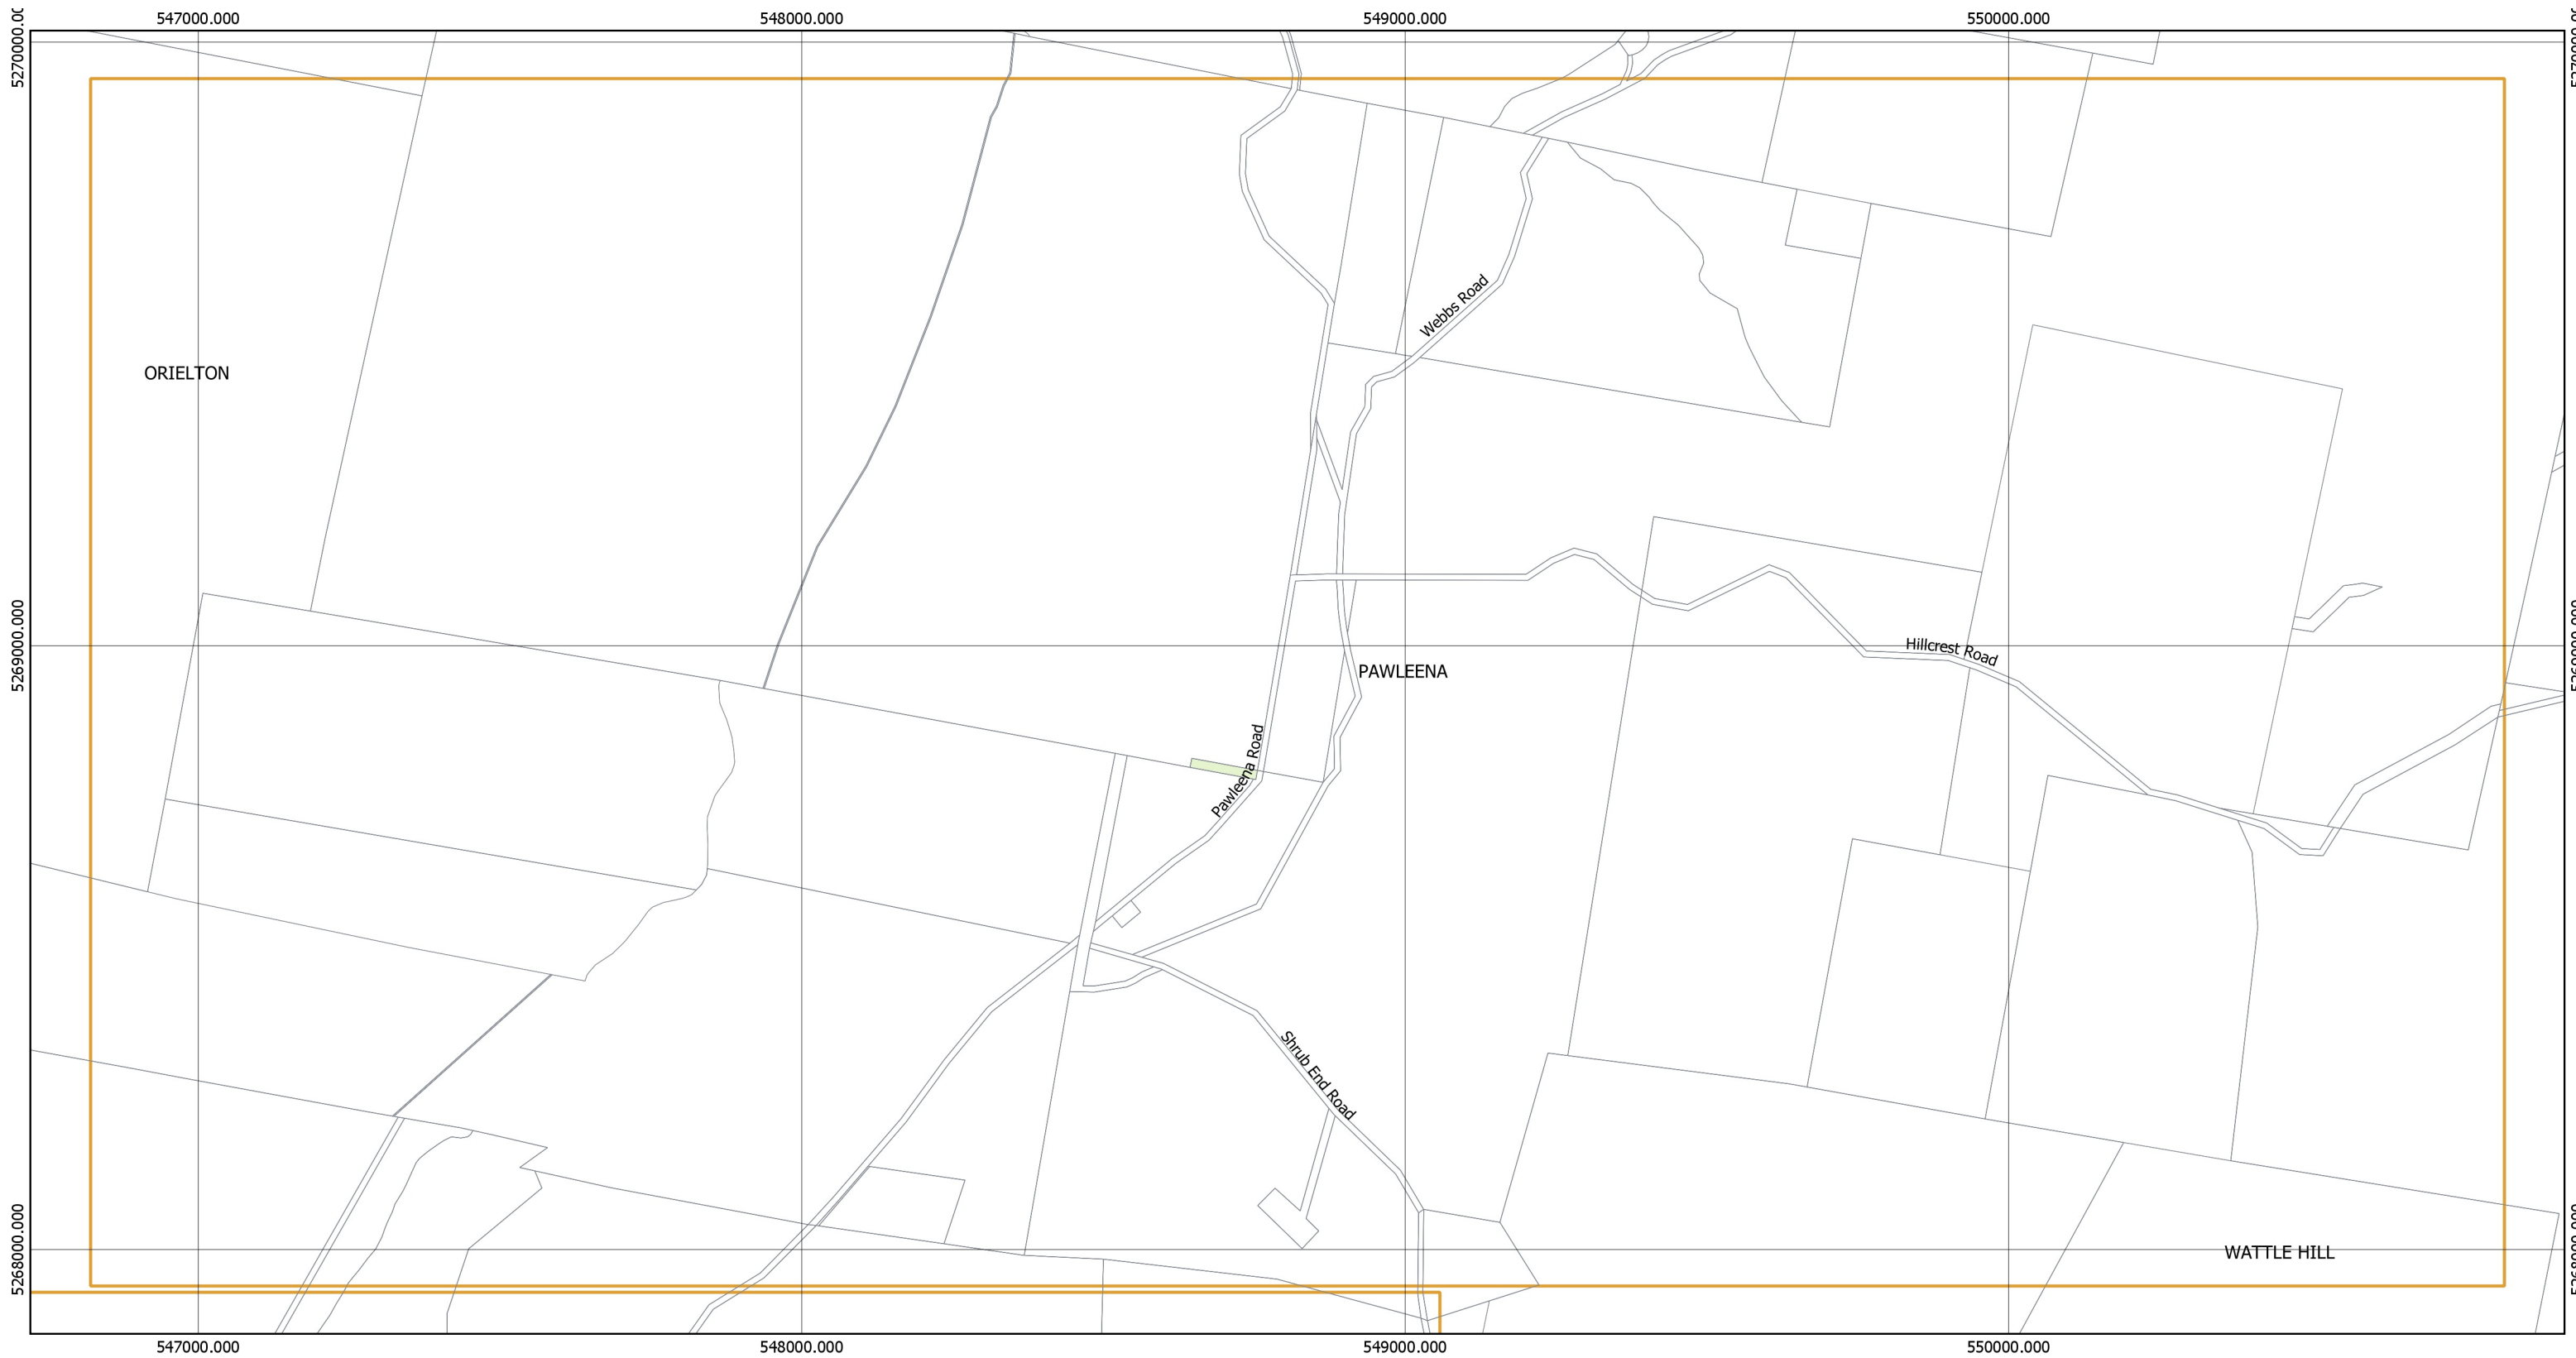 547000.000 548000.000 549000.000 550000.000
5270000.00
Webbs Road
ORIELTON
5269000.000
Hillcrest Road
PAWLEENA
Pawleena Road
Shrub End Road
5268000.000
WATTLE HILL
547000.000 548000.000 549000.000 550000.000